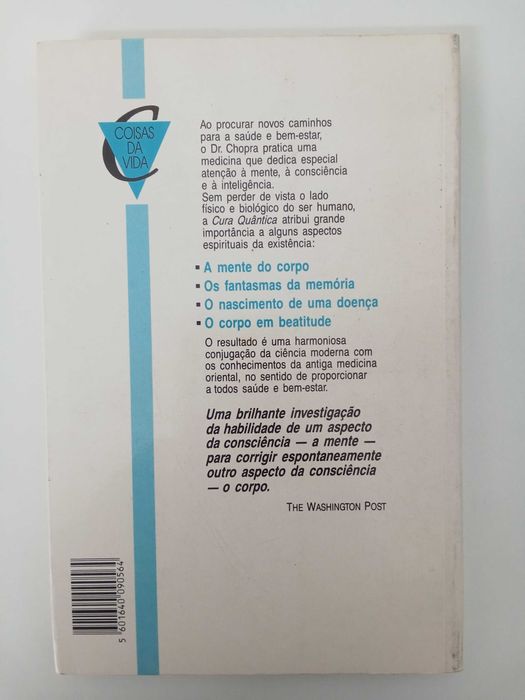 COISAS
DA
VIDA
Ao procurar novos caminhos
para a saúde e bem-estar,
o Dr. Chopra pratica uma
medicina que dedica especial
atenção à mente, à consciência
e à inteligência.
Sem perder de vista o lado
físico e biológico do ser humano,
a Cura Quântica atribui grande
importância a alguns aspectos
espirituais da existência:
▪ A mente do corpo
▪ Os fantasmas da memória
▪ O nascimento de uma doença
▪ O corpo em beatitude
O resultado é uma harmoniosa
conjugação da ciência moderna com
os conhecimentos da antiga medicina
oriental, no sentido de proporcionar
a todos saúde e bem-estar.
Uma brilhante investigação
da habilidade de um aspecto
da consciência — a mente —
para corrigir espontaneamente
outro aspecto da consciência
— o corpo.
THE WASHINGTON POST
5 601640 090564